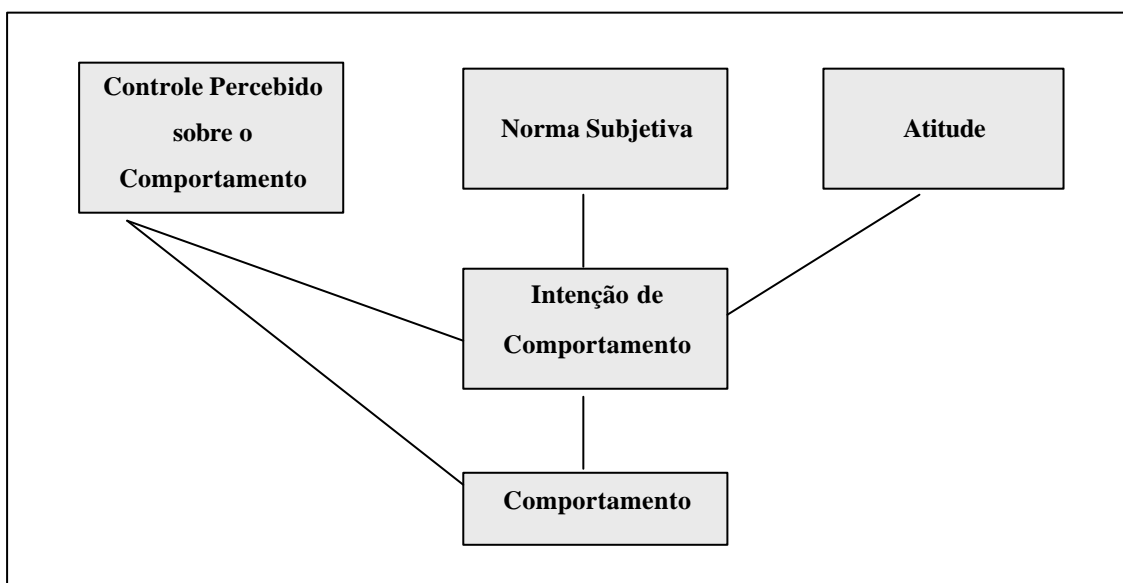 Controle Percebido
sobre o
Comportamento
Norma Subjetiva
Atitude
Intenção de
Comportamento
Comportamento